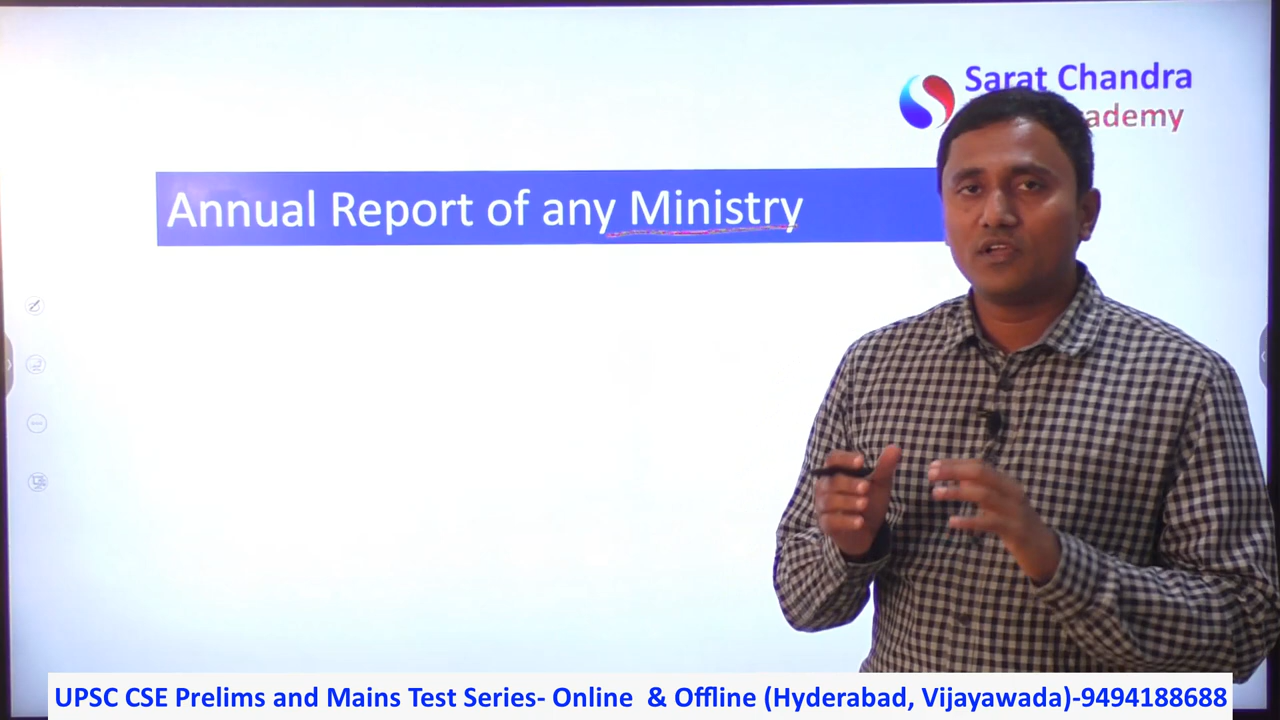 Sarat Chandra
ademy
Annual Report of any Ministry
UPSC CSE Prelims and Mains Test Series- Online & Offline (Hyderabad, Vijayawada)-9494188688